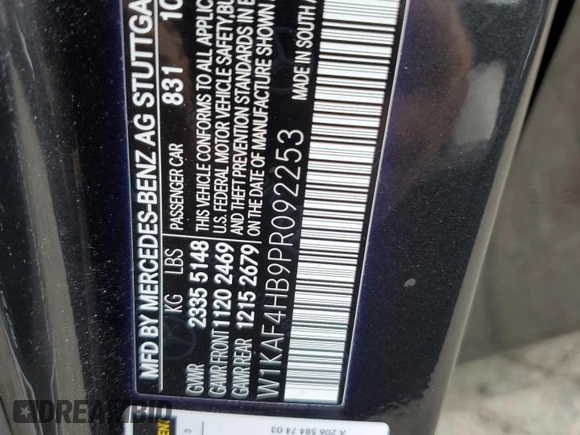 MFD BY MERCEDES-BENZ AG STUTTGA
KG LBS PASSENGER CAR 831 10
GVWR 2335 5148 THIS VEHICLE CONFORMS TO ALL APPLIC
GAWR FRONT 1120 2469 U.S. FEDERAL MOTOR VEHICLE SAFETY, BU
GAWR REAR 1215 2679 AND THEFT PREVENTION STANDARDS IN E
ON THE DATE OF MANUFACTURE SHOWN
W1KAF4HB9PR092253 MADE IN SOUTH A
A 206 584 74 03
DREAMBID